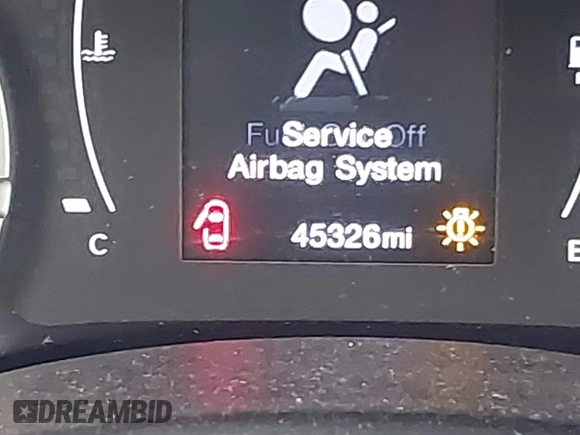 Service
Airbag System
45326mi
C
E
DREAMBID